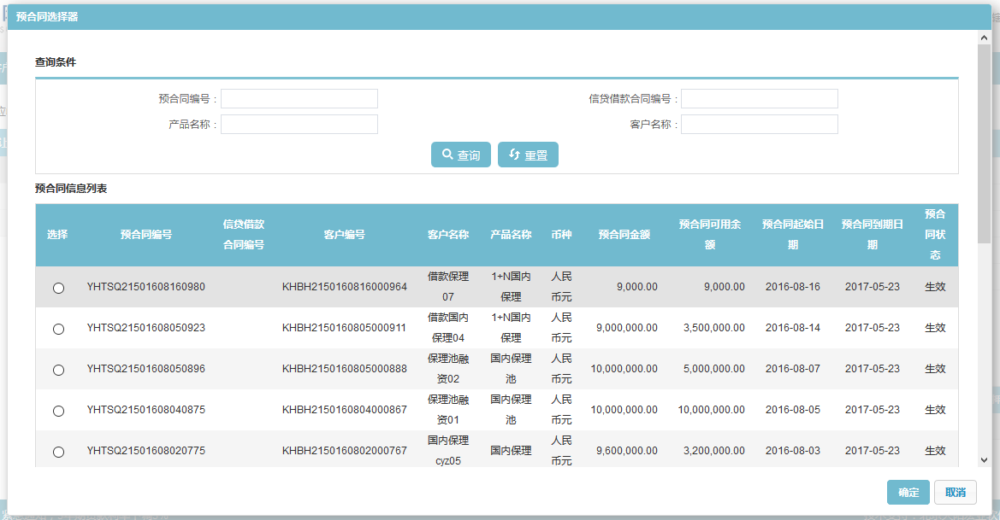 预合同选择器
查询条件
预合同编号：
信贷借款合同编号：
产品名称：
客户名称：
查询
重置
预合同信息列表
选择 预合同编号 信贷借款合同编号 客户编号 客户名称 产品名称 币种 预合同金额 预合同可用余额 预合同起始日期 预合同到期日期 预合同状态
YHTSQ21501608160980 KHBH2150160816000964 借款保理07 1+N国内保理 人民币元 9,000.00 9,000.00 2016-08-16 2017-05-23 生效
YHTSQ21501608050923 KHBH2150160805000911 借款国内保理04 1+N国内保理 人民币元 9,000,000.00 3,500,000.00 2016-08-14 2017-05-23 生效
YHTSQ21501608050896 KHBH2150160805000888 保理池融资02 国内保理池 人民币元 10,000,000.00 5,000,000.00 2016-08-07 2017-05-23 生效
YHTSQ21501608040875 KHBH2150160804000867 保理池融资01 国内保理池 人民币元 10,000,000.00 10,000,000.00 2016-08-05 2017-05-23 生效
YHTSQ21501608020775 KHBH2150160802000767 国内保理cyz05 国内保理 人民币元 9,600,000.00 3,200,000.00 2016-08-03 2017-05-23 生效
确定
取消